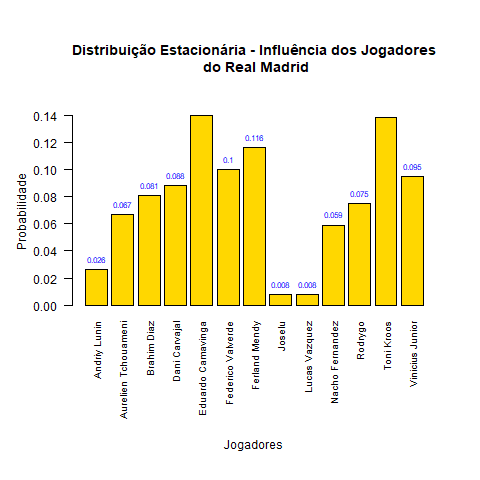 Distribuição Estacionária - Influência dos Jogadores
do Real Madrid
Probabilidade
0.14
0.12
0.10
0.08
0.06
0.04
0.02
0.00
0.026
0.067
0.081
0.088
0.1
0.116
0.008
0.008
0.059
0.075
0.095
Andriy Lunin
Aurelien Tchouameni
Brahim Diaz
Dani Carvajal
Eduardo Camavinga
Federico Valverde
Ferland Mendy
Joselu
Lucas Vazquez
Nacho Fernandez
Rodrygo
Toni Kroos
Vinicius Junior
Jogadores